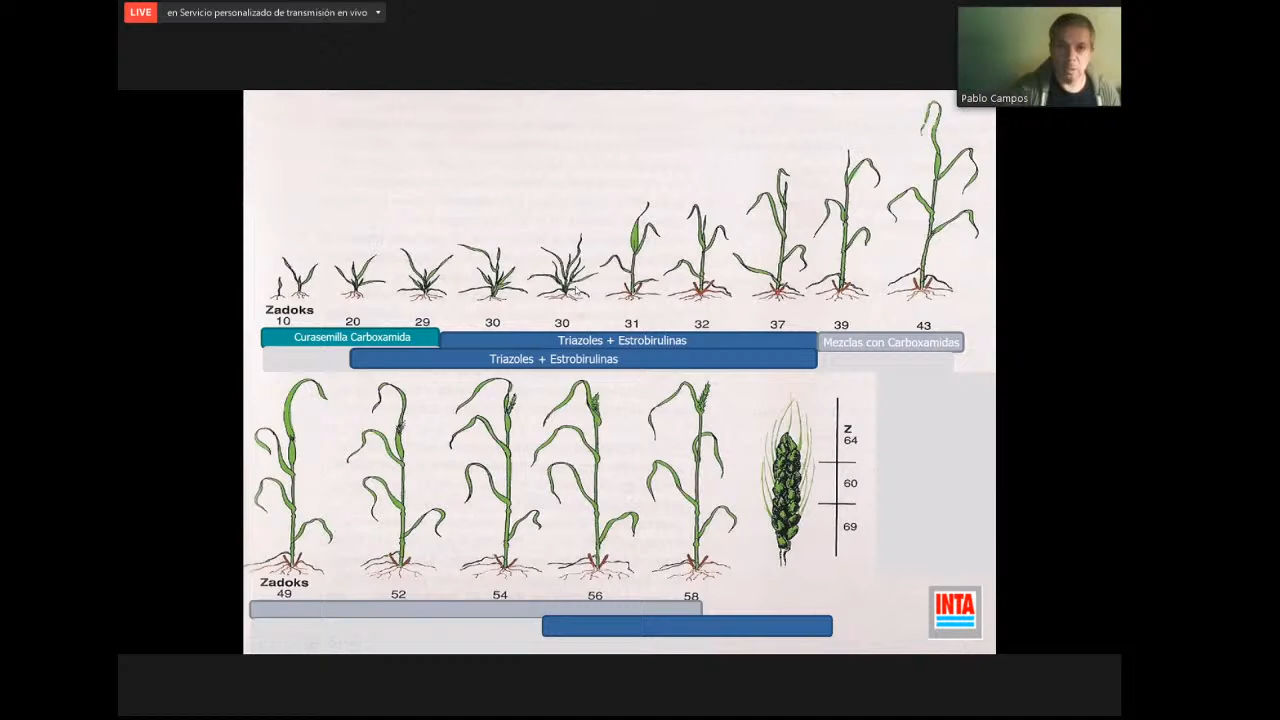 LIVE en Servicio personalizado de transmisión en vivo
Pablo Campos
Zadoks
10 20 29 30 30 31 32 37 39 43
Curasemilla Carboxamida
Triazoles + Estrobirulinas
Mezclas con Carboxamidas
Triazoles + Estrobirulinas
Z
64
60
69
Zadoks
49 52 54 56 58
INTA